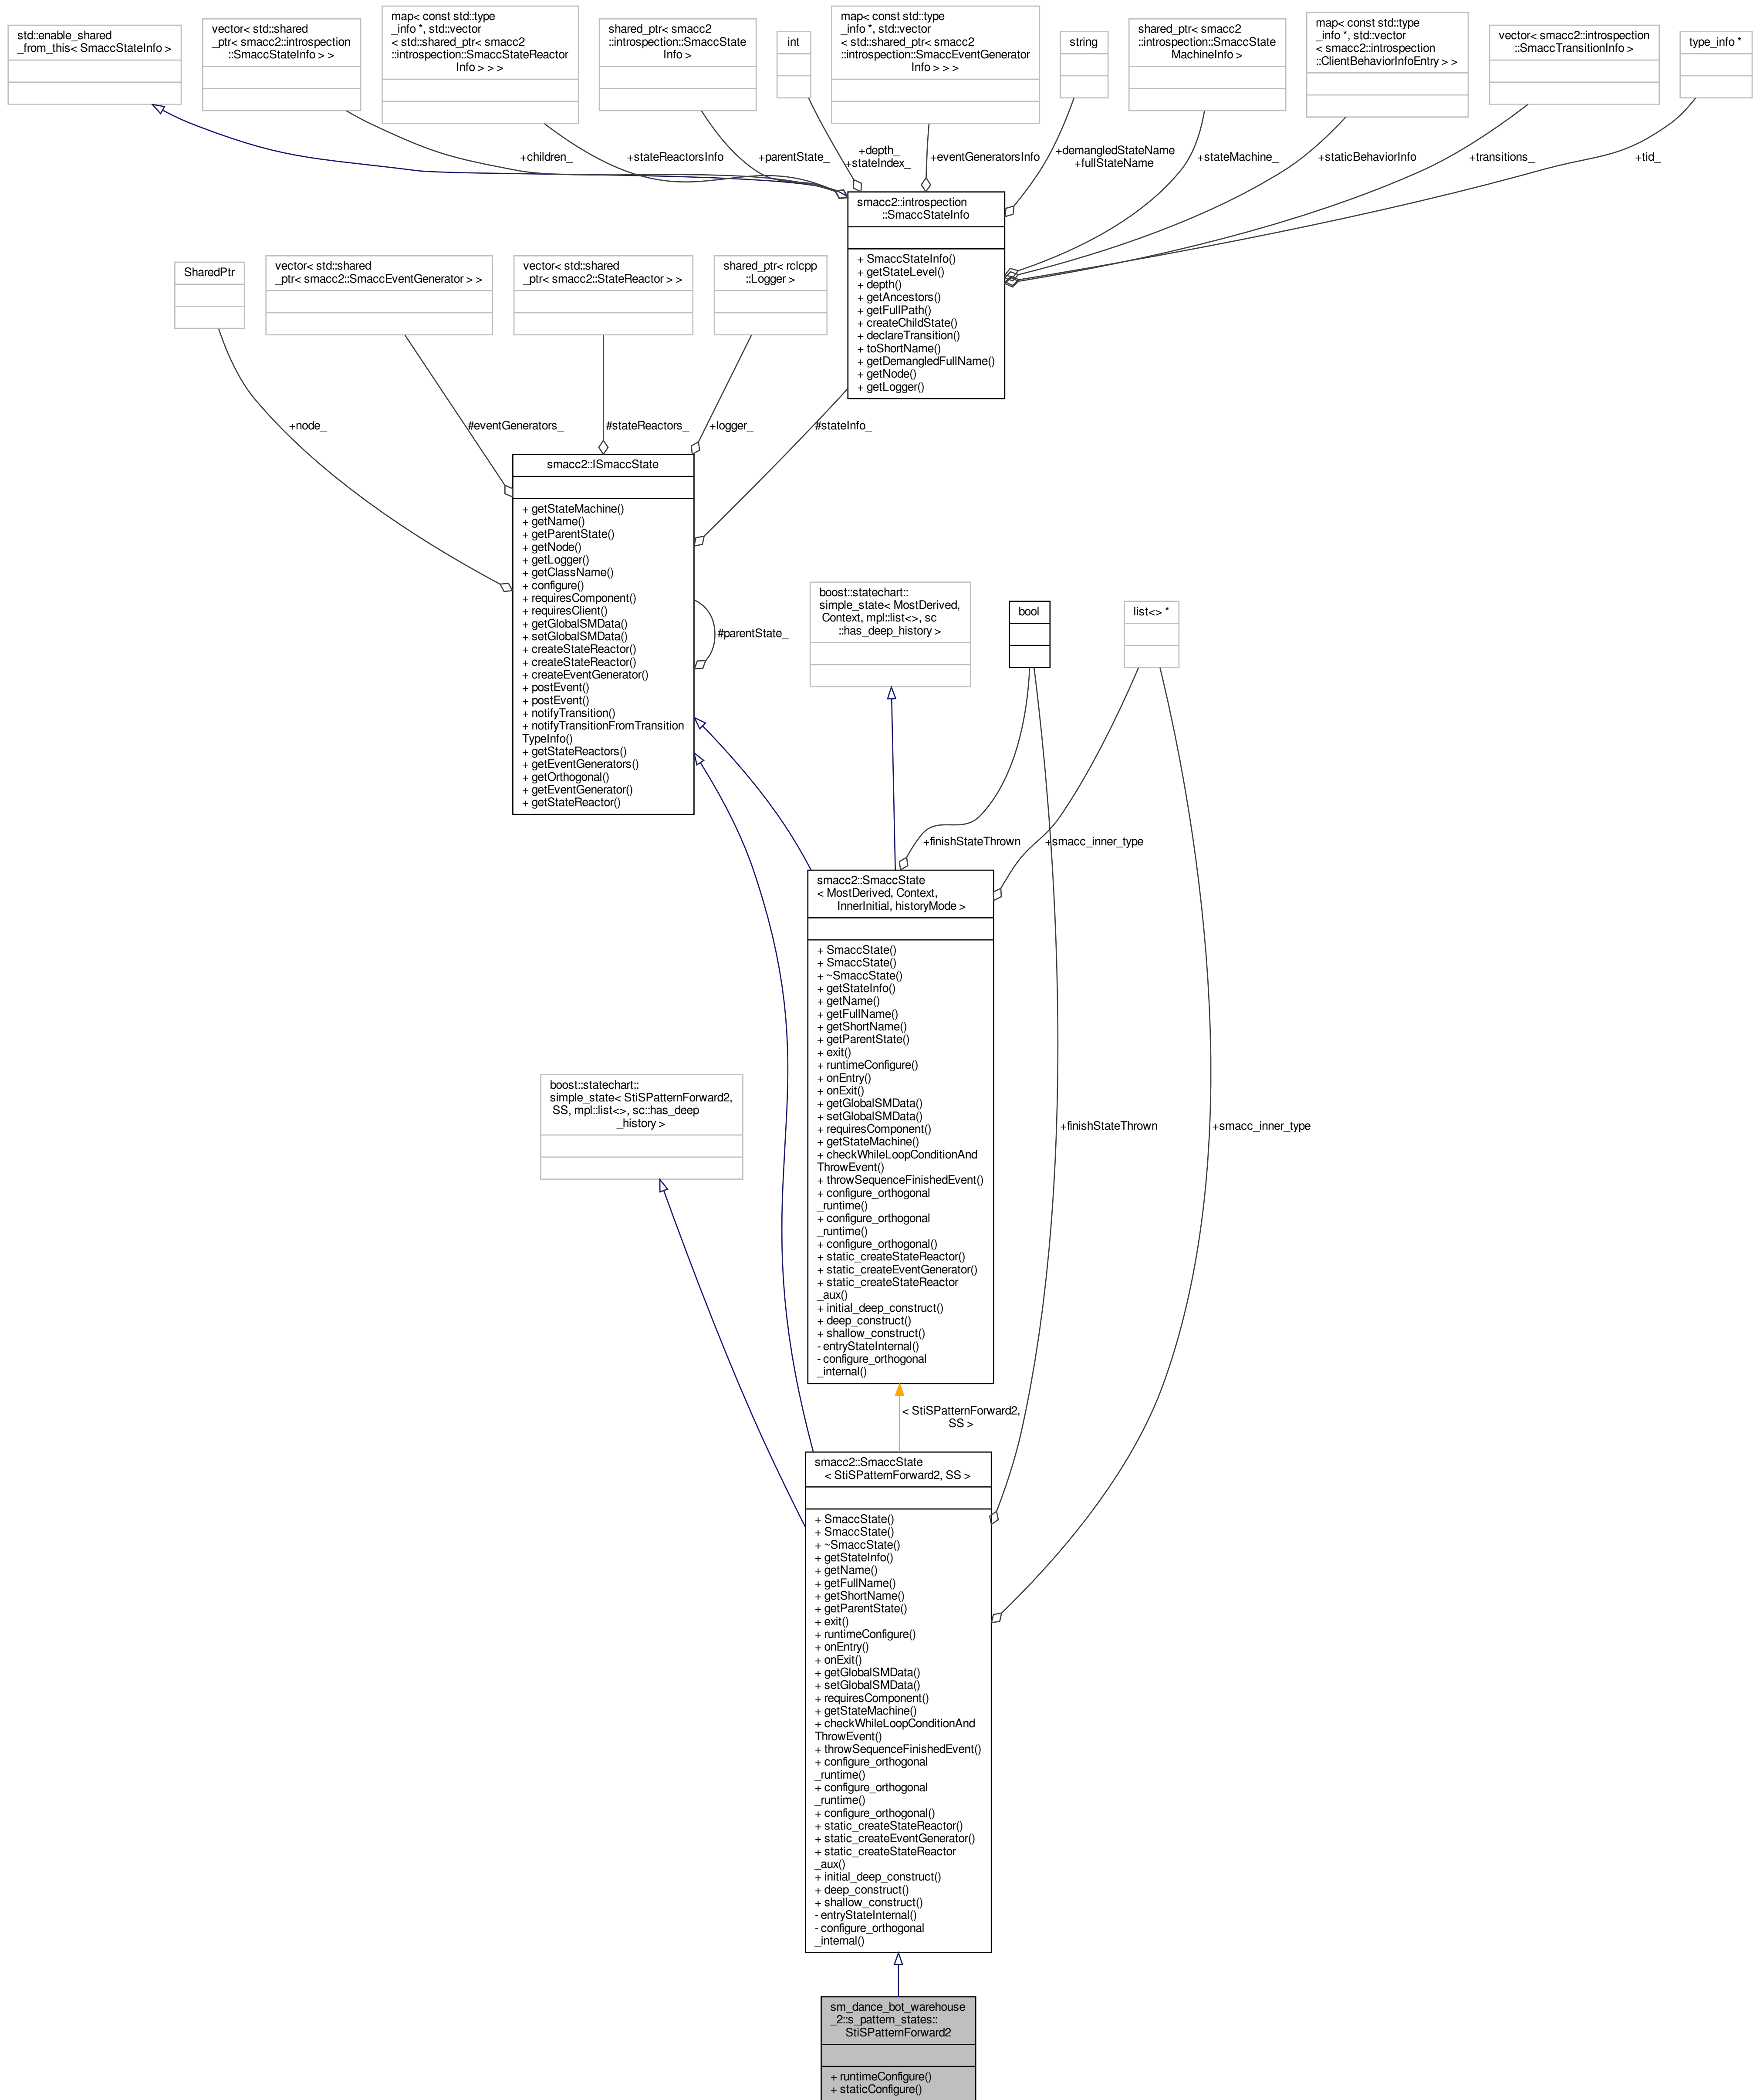 std::enable_shared
_from_this< SmaccStateInfo >
vector< std::shared
_ptr< smacc2::introspection
::SmaccStateInfo > >
map< const std::type
_info *, std::vector
< std::shared_ptr< smacc2
::introspection::SmaccStateReactor
Info > > >
shared_ptr< smacc2
::introspection::SmaccState
Info >
int
map< const std::type
_info *, std::vector
< std::shared_ptr< smacc2
::introspection::SmaccEventGenerator
Info > > >
string
shared_ptr< smacc2
::introspection::SmaccState
MachineInfo >
map< const std::type
_info *, std::vector
< smacc2::introspection
::ClientBehaviorInfoEntry > >
vector< smacc2::introspection
::SmaccTransitionInfo >
type_info *
+children_
+stateReactorsInfo
+parentState_
+depth_
+stateIndex_
+eventGeneratorsInfo
+demangledStateName
+fullStateName
+stateMachine_
+staticBehaviorInfo
+transitions_
+tid_
smacc2::introspection
::SmaccStateInfo
+ SmaccStateInfo()
+ getStateLevel()
+ depth()
+ getAncestors()
+ getFullPath()
+ createChildState()
+ declareTransition()
+ toShortName()
+ getDemangledFullName()
+ getNode()
+ getLogger()
SharedPtr
vector< std::shared
_ptr< smacc2::SmaccEventGenerator > >
vector< std::shared
_ptr< smacc2::StateReactor > >
shared_ptr< rclcpp
::Logger >
+node_
#eventGenerators_
#stateReactors_
+logger_
#stateInfo_
smacc2::ISmaccState
+ getStateMachine()
+ getName()
+ getParentState()
+ getNode()
+ getLogger()
+ getClassName()
+ configure()
+ requiresComponent()
+ requiresClient()
+ getGlobalSMData()
+ setGlobalSMData()
+ createStateReactor()
+ createStateReactor()
+ createEventGenerator()
+ postEvent()
+ postEvent()
+ notifyTransition()
+ notifyTransitionFromTransition
TypeInfo()
+ getStateReactors()
+ getEventGenerators()
+ getOrthogonal()
+ getEventGenerator()
+ getStateReactor()
#parentState_
boost::statechart::
simple_state< MostDerived,
Context, mpl::list<>, sc
::has_deep_history >
bool
list<> *
+finishStateThrown
+smacc_inner_type
smacc2::SmaccState
< MostDerived, Context,
InnerInitial, historyMode >
+ SmaccState()
+ SmaccState()
+ ~SmaccState()
+ getStateInfo()
+ getName()
+ getFullName()
+ getShortName()
+ getParentState()
+ exit()
+ runtimeConfigure()
+ onEntry()
+ onExit()
+ getGlobalSMData()
+ setGlobalSMData()
+ requiresComponent()
+ getStateMachine()
+ checkWhileLoopConditionAnd
ThrowEvent()
+ throwSequenceFinishedEvent()
+ configure_orthogonal
_runtime()
+ configure_orthogonal
_runtime()
+ configure_orthogonal()
+ static_createStateReactor()
+ static_createEventGenerator()
+ static_createStateReactor
_aux()
+ initial_deep_construct()
+ deep_construct()
+ shallow_construct()
- entryStateInternal()
- configure_orthogonal
_internal()
boost::statechart::
simple_state< StiSPatternForward2,
SS, mpl::list<>, sc::has_deep
_history >
+finishStateThrown
+smacc_inner_type
< StiSPatternForward2,
SS >
smacc2::SmaccState
< StiSPatternForward2, SS >
+ SmaccState()
+ SmaccState()
+ ~SmaccState()
+ getStateInfo()
+ getName()
+ getFullName()
+ getShortName()
+ getParentState()
+ exit()
+ runtimeConfigure()
+ onEntry()
+ onExit()
+ getGlobalSMData()
+ setGlobalSMData()
+ requiresComponent()
+ getStateMachine()
+ checkWhileLoopConditionAnd
ThrowEvent()
+ throwSequenceFinishedEvent()
+ configure_orthogonal
_runtime()
+ configure_orthogonal
_runtime()
+ configure_orthogonal()
+ static_createStateReactor()
+ static_createEventGenerator()
+ static_createStateReactor
_aux()
+ initial_deep_construct()
+ deep_construct()
+ shallow_construct()
- entryStateInternal()
- configure_orthogonal
_internal()
sm_dance_bot_warehouse
_2::s_pattern_states::
StiSPatternForward2
+ runtimeConfigure()
+ staticConfigure()